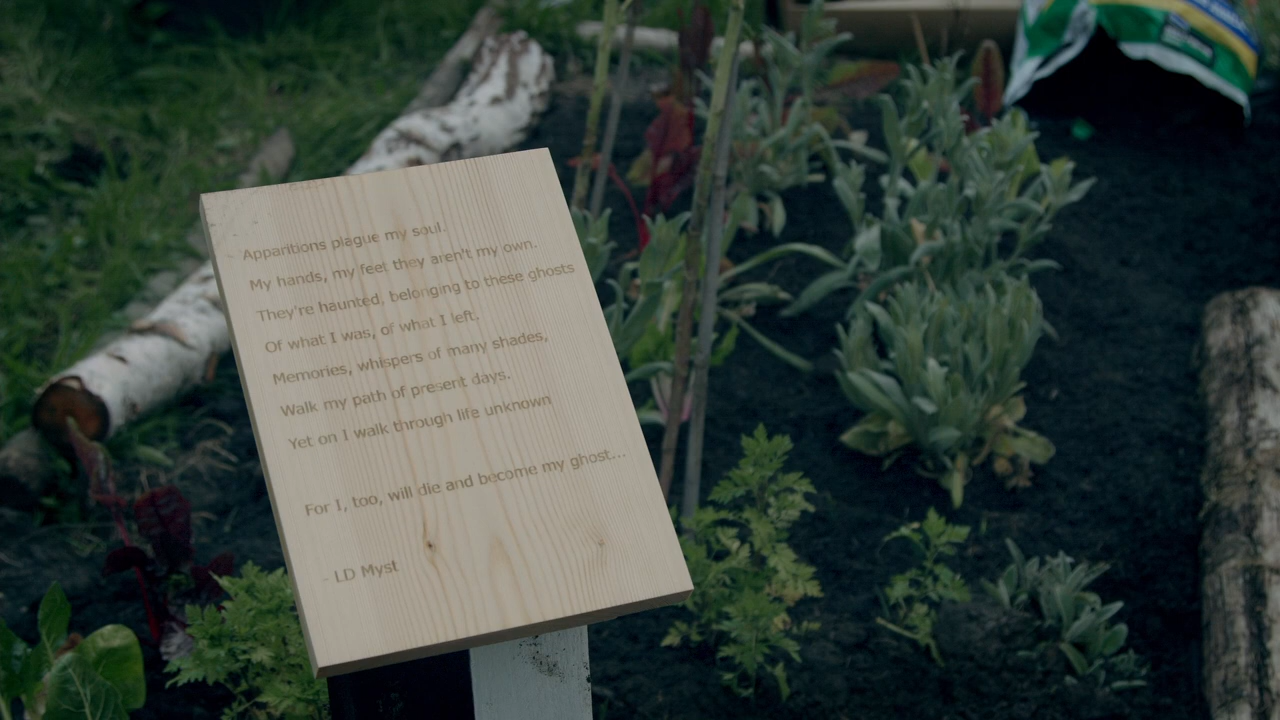 Apparitions plague my soul.
My hands, my feet they aren't my own.
They're haunted, belonging to these ghosts
Of what I was, of what I left.
Memories, whispers of many shades,
Walk my path of present days.
Yet on I walk through life unknown
For I, too, will die and become my ghost...
- LD Myst